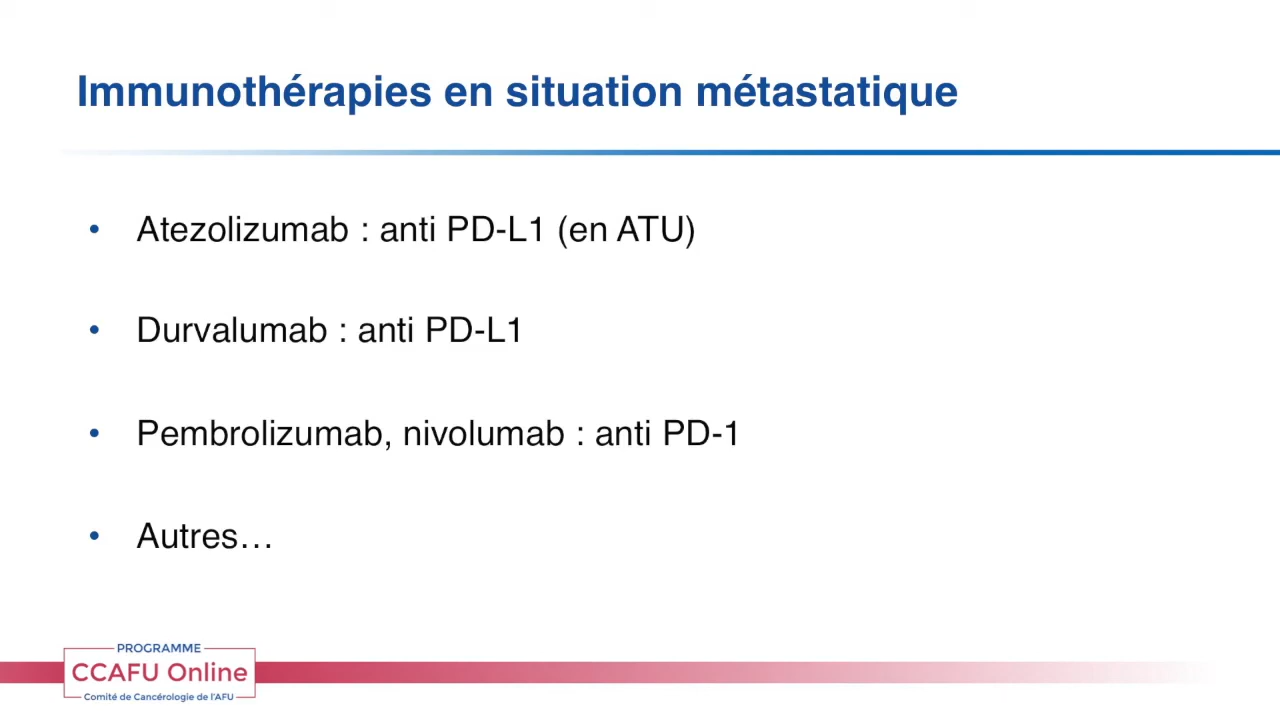 Immunothérapies en situation métastatique
• Atezolizumab : anti PD-L1 (en ATU)
• Durvalumab : anti PD-L1
• Pembrolizumab, nivolumab : anti PD-1
• Autres…
PROGRAMME
CCAFU Online
Comité de Cancérologie de l'AFU